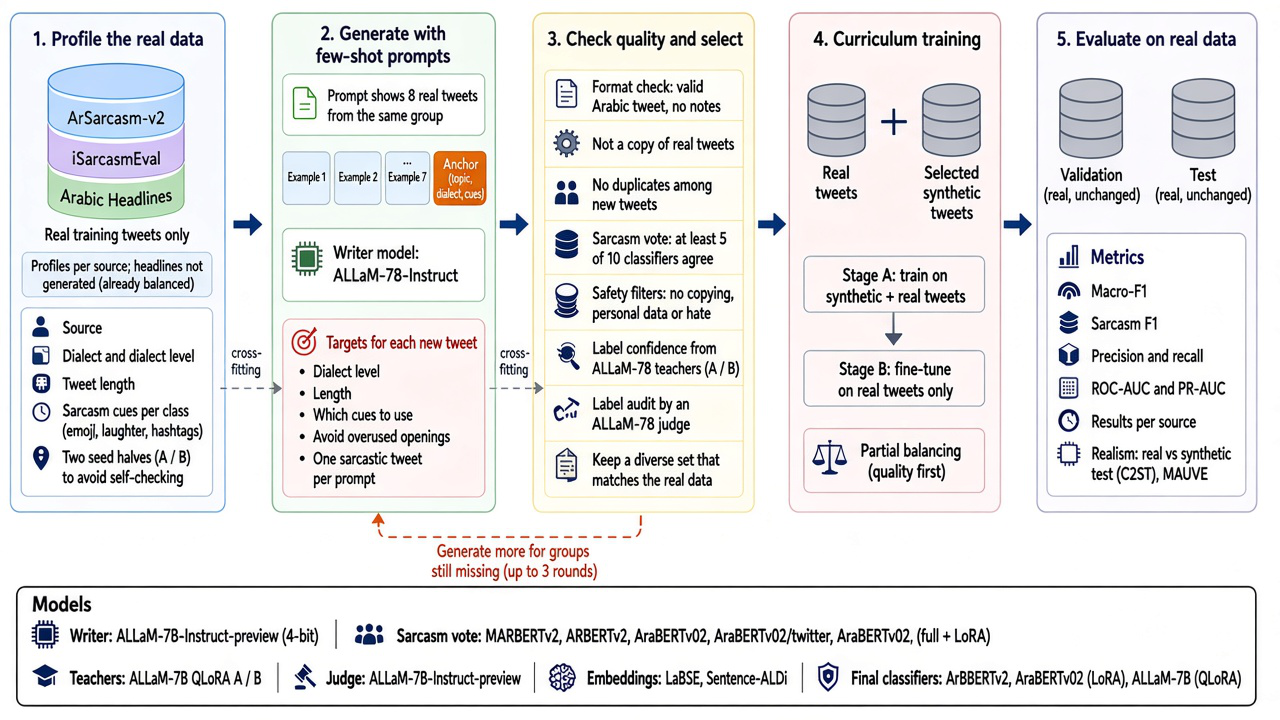 1. Profile the real data
ArSarcasm-v2
iSarcasmEval
Arabic Headlines
Real training tweets only
Profiles per source; headlines not
generated (already balanced)
Source
Dialect and dialect level
Tweet length
Sarcasm cues per class
(emojl, laughter, hashtags)
Two seed halves (A / B)
to avoid self-checking
cross-
fitting
2. Generate with
few-shot prompts
Prompt shows 8 real tweets
from the same group
Example 1
Example 2
...
Example 7
Anchor
(topic,
dialect, cues)
Writer model:
ALLaM-78-Instruct
Targets for each new tweet
• Dialect level
• Length
• Which cues to use
• Avoid overused openings
• One sarcastic tweet
per prompt
cross-
fitting
3. Check quality and select
Format check: valid
Arabic tweet, no notes
Not a copy of real tweets
No duplicates among
new tweets
Sarcasm vote: at least 5
of 10 classifiers agree
Safety filters: no copying,
personal data or hate
Label confidence from
ALLaM-78 teachers (A / B)
Label audit by an
ALLaM-78 judge
Keep a diverse set that
matches the real data
Generate more for groups
still missing (up to 3 rounds)
4. Curriculum training
+
Real
tweets
Selected
synthetic
tweets
Stage A: train on
synthetic + real tweets
Stage B: fine-tune
on real tweets only
Partial balancing
(quality first)
5. Evaluate on real data
Validation
(real, unchanged)
Test
(real, unchanged)
Metrics
Macro-F1
Sarcasm F1
Precision and recall
ROC-AUC and PR-AUC
Results per source
Realism: real vs synthetic
test (C2ST), MAUVE
Models
Writer: ALLaM-7B-Instruct-preview (4-bit)
Sarcasm vote: MARBERTv2, ARBERTv2, AraBERTv02, AraBERTv02/twitter, AraBERTv02, (full + LoRA)
Teachers: ALLaM-7B QLoRA A / B
Judge: ALLaM-7B-Instruct-preview
Embeddings: LaBSE, Sentence-ALDi
Final classifiers: ArBBERTv2, AraBERTv02 (LoRA), ALLaM-7B (QLoRA)